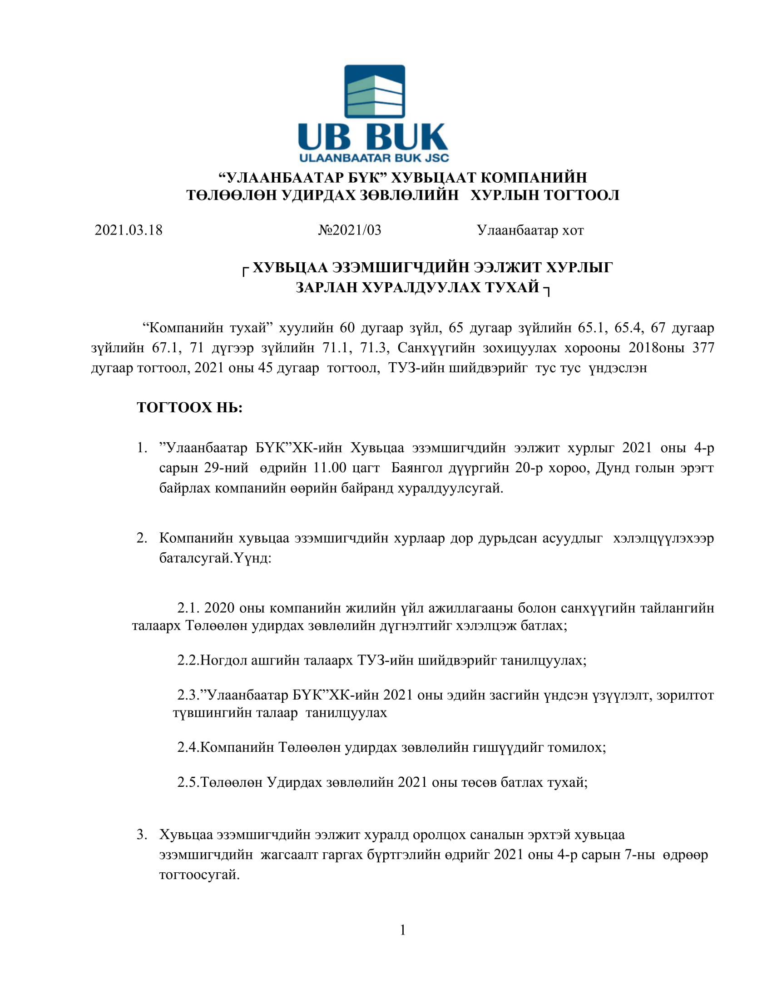 UB BUK
ULAANBAATAR BUK JSC
“УЛААНБААТАР БҮК” ХУВЬЦААТ КОМПАНИЙН
ТӨЛӨӨЛӨН УДИРДАХ ЗӨВЛӨЛИЙН ХУРЛЫН ТОГТООЛ
2021.03.18 №2021/03 Улаанбаатар хот
┌ ХУВЬЦАА ЭЗЭМШИГЧДИЙН ЭЭЛЖИТ ХУРЛЫГ
ЗАРЛАН ХУРАЛДУУЛАХ ТУХАЙ ┐
“Компанийн тухай” хуулийн 60 дугаар зүйл, 65 дугаар зүйлийн 65.1, 65.4, 67 дугаар
зүйлийн 67.1, 71 дүгээр зүйлийн 71.1, 71.3, Санхүүгийн зохицуулах хорооны 2018оны 377
дугаар тогтоол, 2021 оны 45 дугаар тогтоол, ТУЗ-ийн шийдвэрийг тус тус үндэслэн
ТОГТООХ НЬ:
1. ”Улаанбаатар БҮК”ХК-ийн Хувьцаа эзэмшигчдийн ээлжит хурлыг 2021 оны 4-р
сарын 29-ний өдрийн 11.00 цагт Баянгол дүүргийн 20-р хороо, Дунд голын эрэгт
байрлах компанийн өөрийн байранд хуралдуулсугай.
2. Компанийн хувьцаа эзэмшигчдийн хурлаар дор дурьдсан асуудлыг хэлэлцүүлэхээр
баталсугай.Үүнд:
2.1. 2020 оны компанийн жилийн үйл ажиллагааны болон санхүүгийн тайлангийн
талаарх Төлөөлөн удирдах зөвлөлийн дүгнэлтийг хэлэлцэж батлах;
2.2.Ногдол ашгийн талаарх ТУЗ-ийн шийдвэрийг танилцуулах;
2.3.”Улаанбаатар БҮК”ХК-ийн 2021 оны эдийн засгийн үндсэн үзүүлэлт, зорилтот
түвшингийн талаар танилцуулах
2.4.Компанийн Төлөөлөн удирдах зөвлөлийн гишүүдийг томилох;
2.5.Төлөөлөн Удирдах зөвлөлийн 2021 оны төсөв батлах тухай;
3. Хувьцаа эзэмшигчдийн ээлжит хуралд оролцох саналын эрхтэй хувьцаа
эзэмшигчдийн жагсаалт гаргах бүртгэлийн өдрийг 2021 оны 4-р сарын 7-ны өдрөөр
тогтоосугай.
1